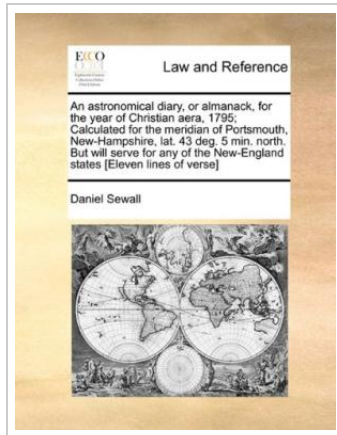 ECCO
Law and Reference
An astronomical diary, or almanack, for
the year of Christian aera, 1795;
Calculated for the meridian of Portsmouth,
New-Hampshire, lat. 43 deg. 5 min. north.
But will serve for any of the New-England
states [Eleven lines of verse]
Daniel Sewall